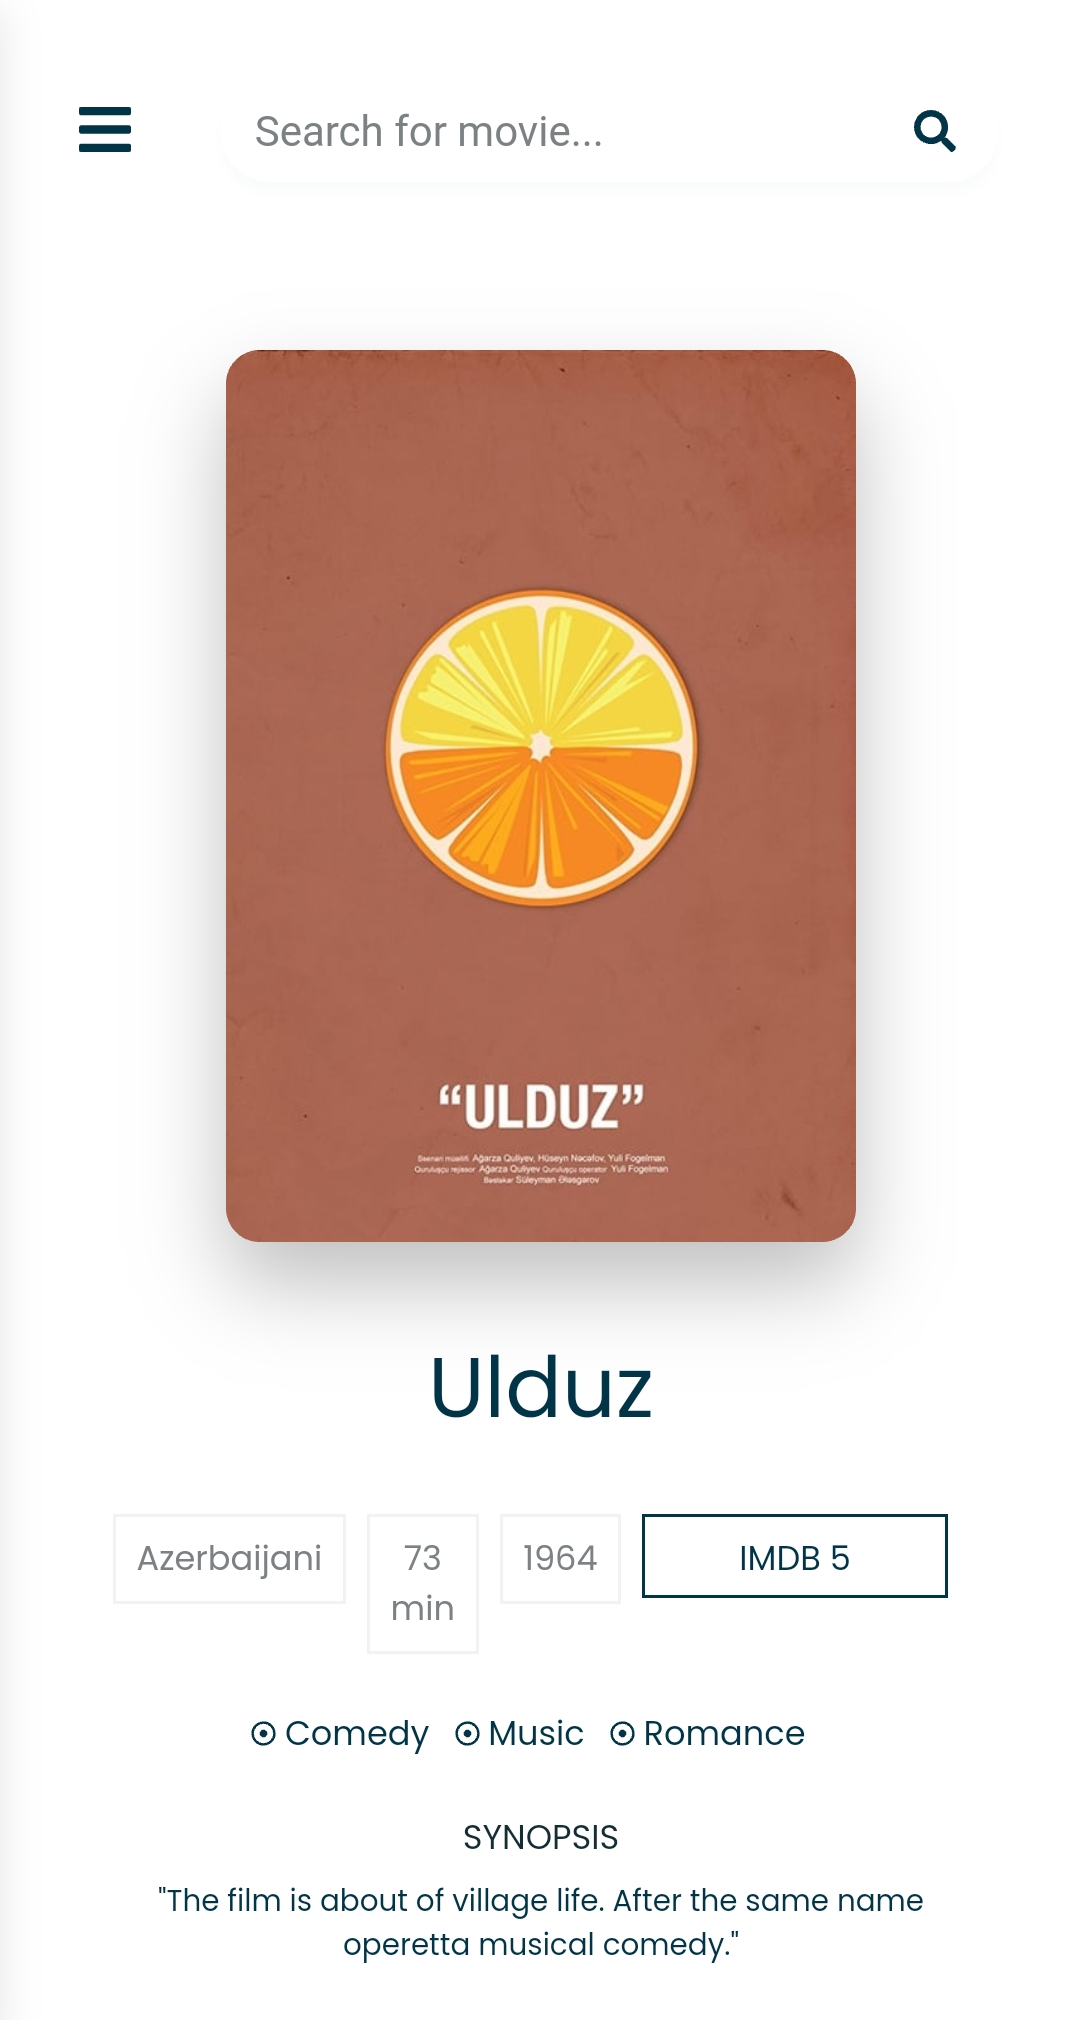 Search for movie...
“ULDUZ”
Ssenari müəllifi Ağarza Quliyev, Hüseyn Nəcəfov, Yuli Fogelman
Quruluşçu rejissor Ağarza Quliyev Quruluşçu operator Yuli Fogelman
Bəstəkar Süleyman Ələsgərov
Ulduz
Azerbaijani
73
min
1964
IMDB 5
Comedy Music Romance
SYNOPSIS
"The film is about of village life. After the same name
operetta musical comedy."